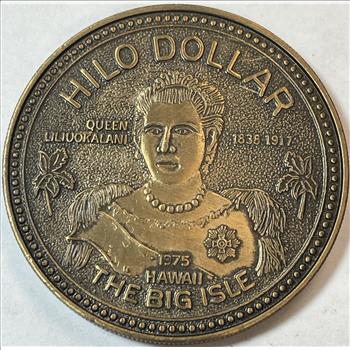 HILO DOLLAR
QUEEN
LILIUOKALANI
1838-1917
1975
HAWAII
THE BIG ISLE